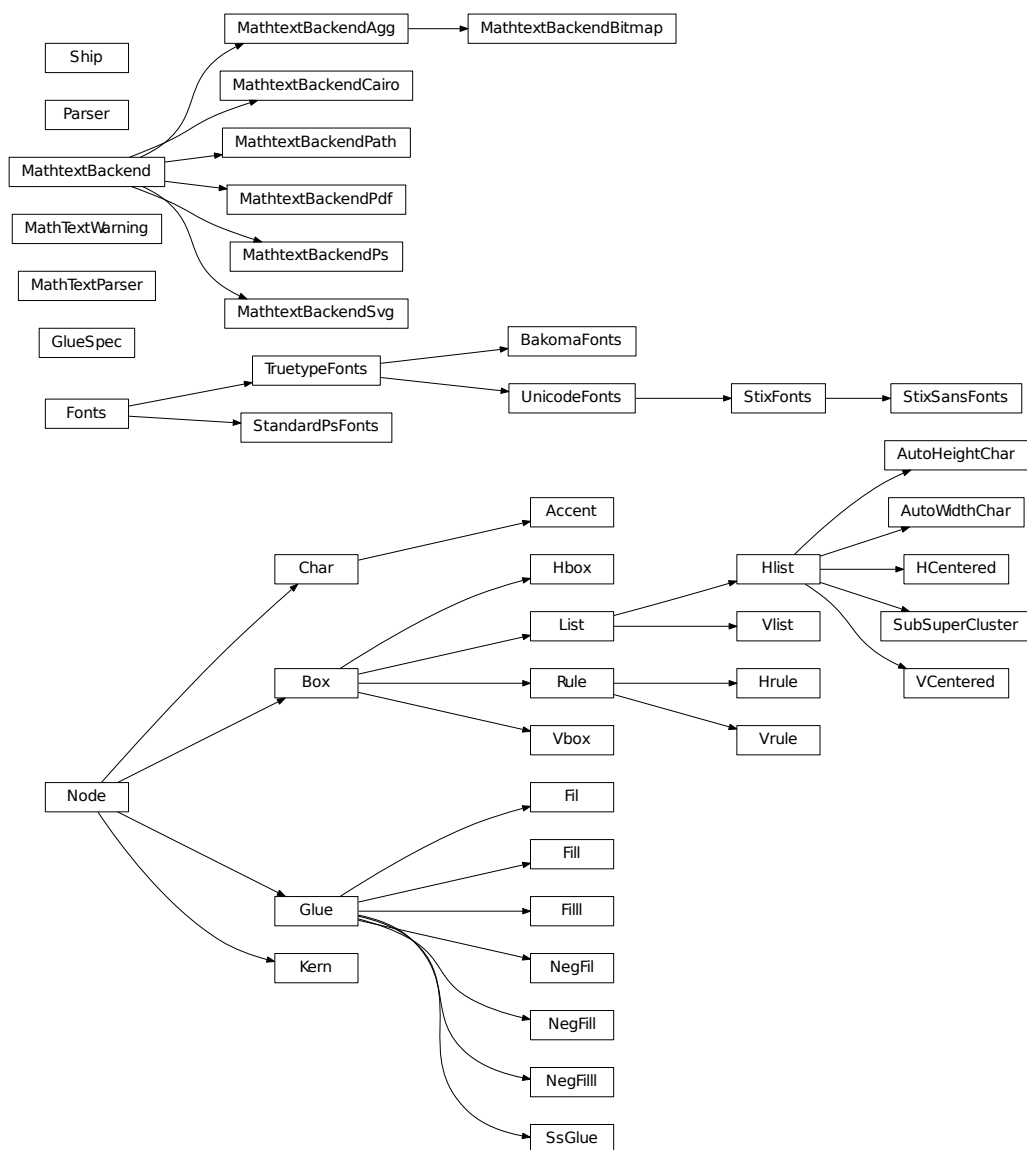 MathtextBackendAgg
MathtextBackendBitmap
Ship
MathtextBackendCairo
Parser
MathtextBackendPath
MathtextBackend
MathtextBackendPdf
MathTextWarning
MathtextBackendPs
MathTextParser
MathtextBackendSvg
GlueSpec
BakomaFonts
TruetypeFonts
UnicodeFonts
StixFonts
StixSansFonts
Fonts
StandardPsFonts
AutoHeightChar
Accent
AutoWidthChar
Char
Hbox
Hlist
HCentered
List
Vlist
SubSuperCluster
Box
Rule
Hrule
VCentered
Vbox
Vrule
Node
Fil
Fill
Glue
Filll
Kern
NegFil
NegFill
NegFilll
SsGlue